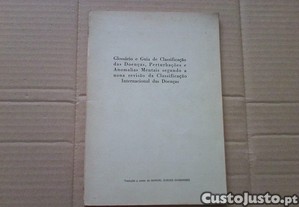 Glossário e Guia de Classificação
das Doenças, Perturbações e
Anomalias Mentais segundo a
nona revisão da Classificação
Internacional das Doenças
CustoJusto.pt